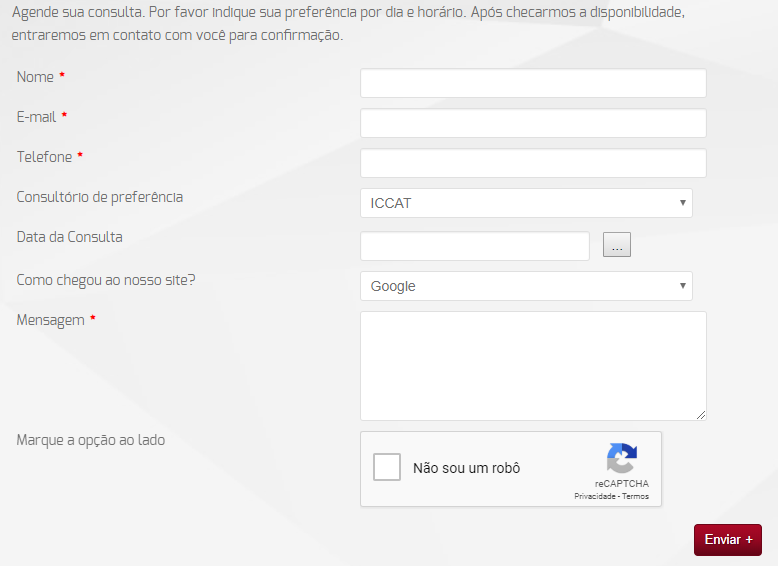 Agende sua consulta. Por favor indique sua preferência por dia e horário. Após checarmos a disponibilidade,
entraremos em contato com você para confirmação.
Nome *
E-mail *
Telefone *
Consultório de preferência
ICCAT
Data da Consulta
...
Como chegou ao nosso site?
Google
Mensagem *
Marque a opção ao lado
Não sou um robô
reCAPTCHA
Privacidade - Termos
Enviar +